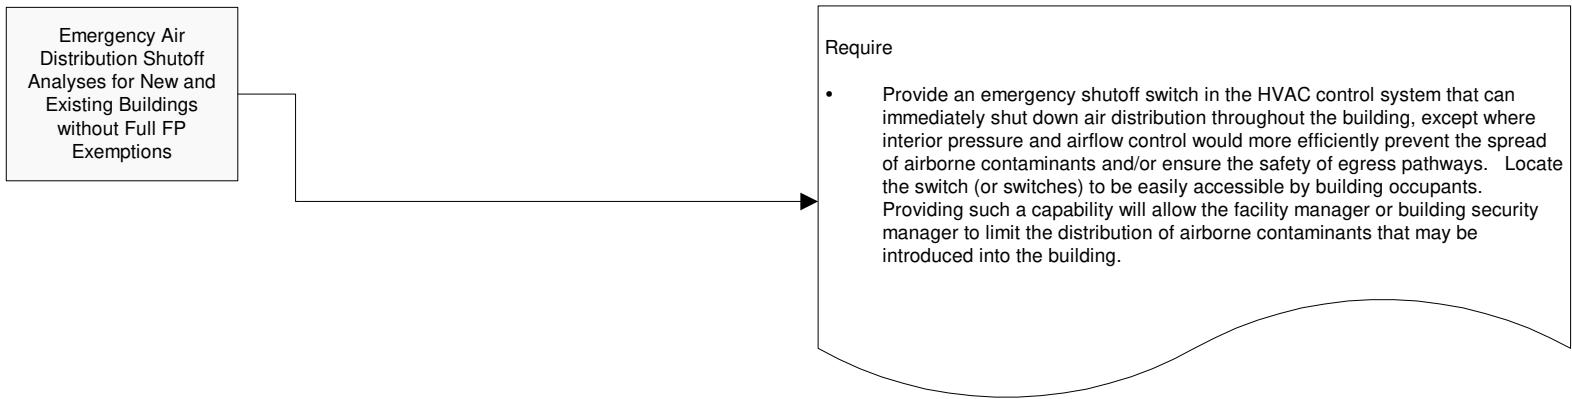 Emergency Air
Distribution Shutoff
Analyses for New and
Existing Buildings
without Full FP
Exemptions
Require
• Provide an emergency shutoff switch in the HVAC control system that can
immediately shut down air distribution throughout the building, except where
interior pressure and airflow control would more efficiently prevent the spread
of airborne contaminants and/or ensure the safety of egress pathways. Locate
the switch (or switches) to be easily accessible by building occupants.
Providing such a capability will allow the facility manager or building security
manager to limit the distribution of airborne contaminants that may be
introduced into the building.